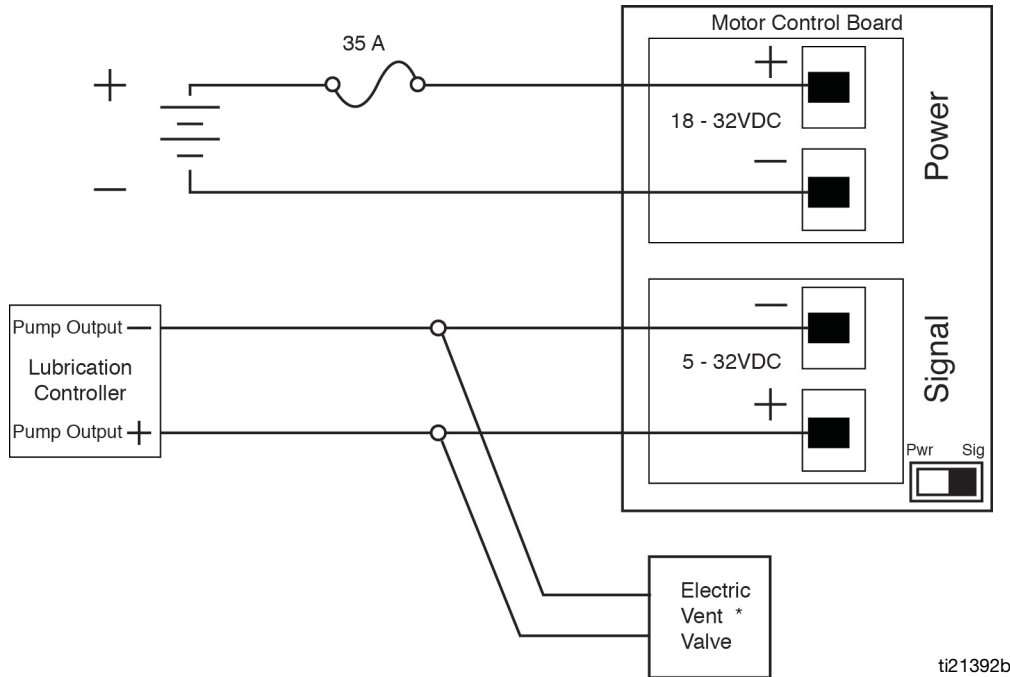 Motor Control Board
35 A
+
+
18 - 32VDC
Power
−
−
Pump Output −
−
Lubrication
Controller
5 - 32VDC
Signal
Pump Output +
+
Pwr Sig
Electric
Vent *
Valve
ti21392b